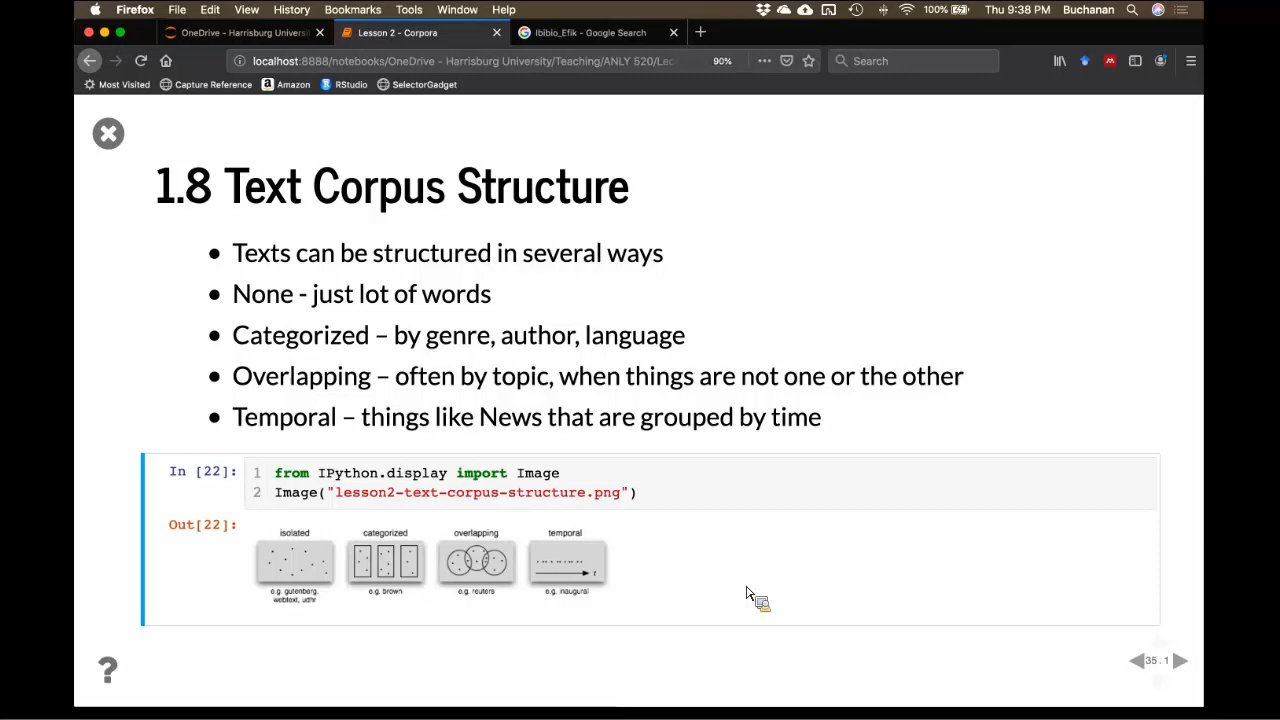 Firefox File Edit View History Bookmarks Tools Window Help 100% Thu 9:38 PM Buchanan
OneDrive - Harrisburg Universi Lesson 2 - Corpora Ibibio_Efik - Google Search
localhost:8888/notebooks/OneDrive - Harrisburg University/Teaching/ANLY 520/Lec 90% Search
Most Visited Capture Reference Amazon RStudio SelectorGadget
1.8 Text Corpus Structure
Texts can be structured in several ways
None - just lot of words
Categorized – by genre, author, language
Overlapping – often by topic, when things are not one or the other
Temporal – things like News that are grouped by time
In [22]: 1 from IPython.display import Image
2 Image("lesson2-text-corpus-structure.png")
Out[22]:
isolated categorized overlapping temporal
t
e.g. gutenberg, e.g. brown e.g. reuters e.g. inaugural
webtext, udhr
?
35.1